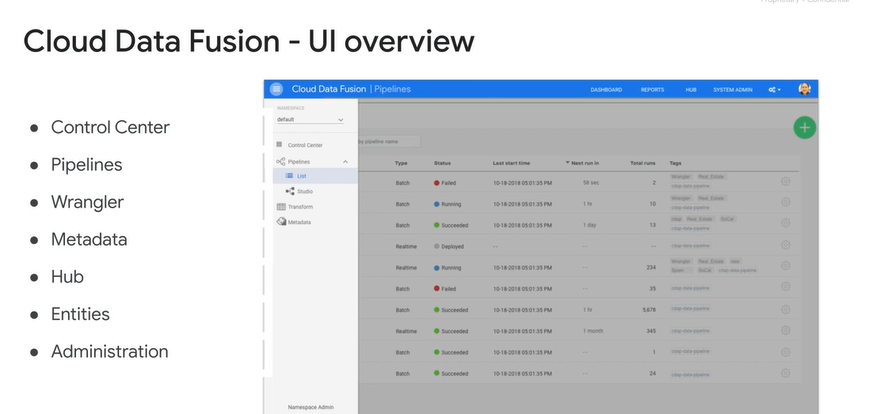 Cloud Data Fusion - UI overview
Control Center
Pipelines
Wrangler
Metadata
Hub
Entities
Administration
Cloud Data Fusion | Pipelines
DASHBOARD REPORTS HUB SYSTEM ADMIN
NAMESPACE
default
Control Center
Pipelines
List
Studio
Transform
Metadata
Namespace Admin
by pipeline name
Type Status Last start time Next run in Total runs Tags
Batch Failed 10-18-2018 05:01:35 PM 58 sec 2 Wrangler Real_Estate
cdap-data-pipeline
Batch Running 10-18-2018 05:01:35 PM 1 hr 10 Wrangler Real_Estate
cdap-data-pipeline
Batch Succeeded 10-18-2018 05:01:35 PM 1 day 13 Real_Estate SoCal
cdap-data-pipeline
Realtime Deployed -- -- -- cdap-data-pipeline
Realtime Running 10-18-2018 05:01:35 PM -- 234 Wrangler Real_Estate new
SoCal cdap-data-pipeline
Batch Failed 10-18-2018 05:01:35 PM -- 35 cdap-data-pipeline
Batch Succeeded 10-18-2018 05:01:35 PM 1 hr 5,678 cdap-data-pipeline
Realtime Succeeded 10-18-2018 05:01:35 PM 1 month 345 cdap-data-pipeline
Batch Succeeded 10-18-2018 05:01:35 PM -- 1 cdap-data-pipeline
Batch Succeeded 10-18-2018 05:01:35 PM -- 24 cdap-data-pipeline